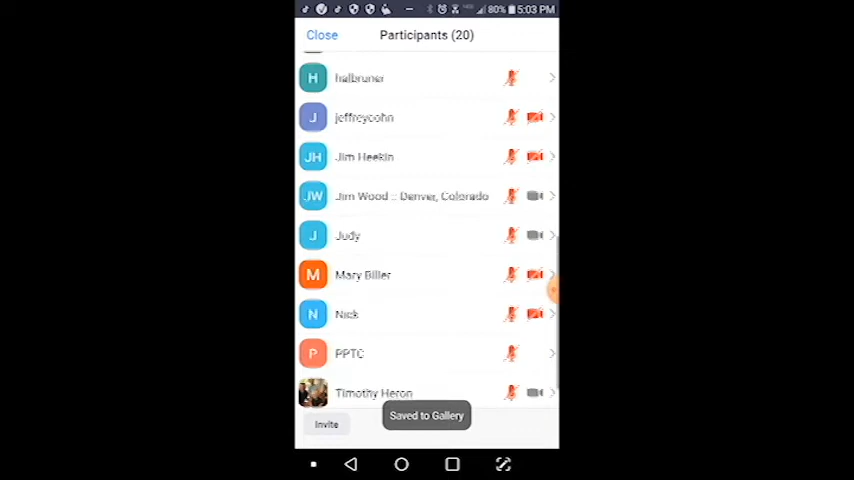 80% 5:03 PM
Close Participants (20)
H halbruner
J jeffreycohn
JH Jim Heekin
JW Jim Wood :: Denver, Colorado
J Judy
M Mary Biller
N Nick
P PPTC
Timothy Heron
Saved to Gallery
Invite